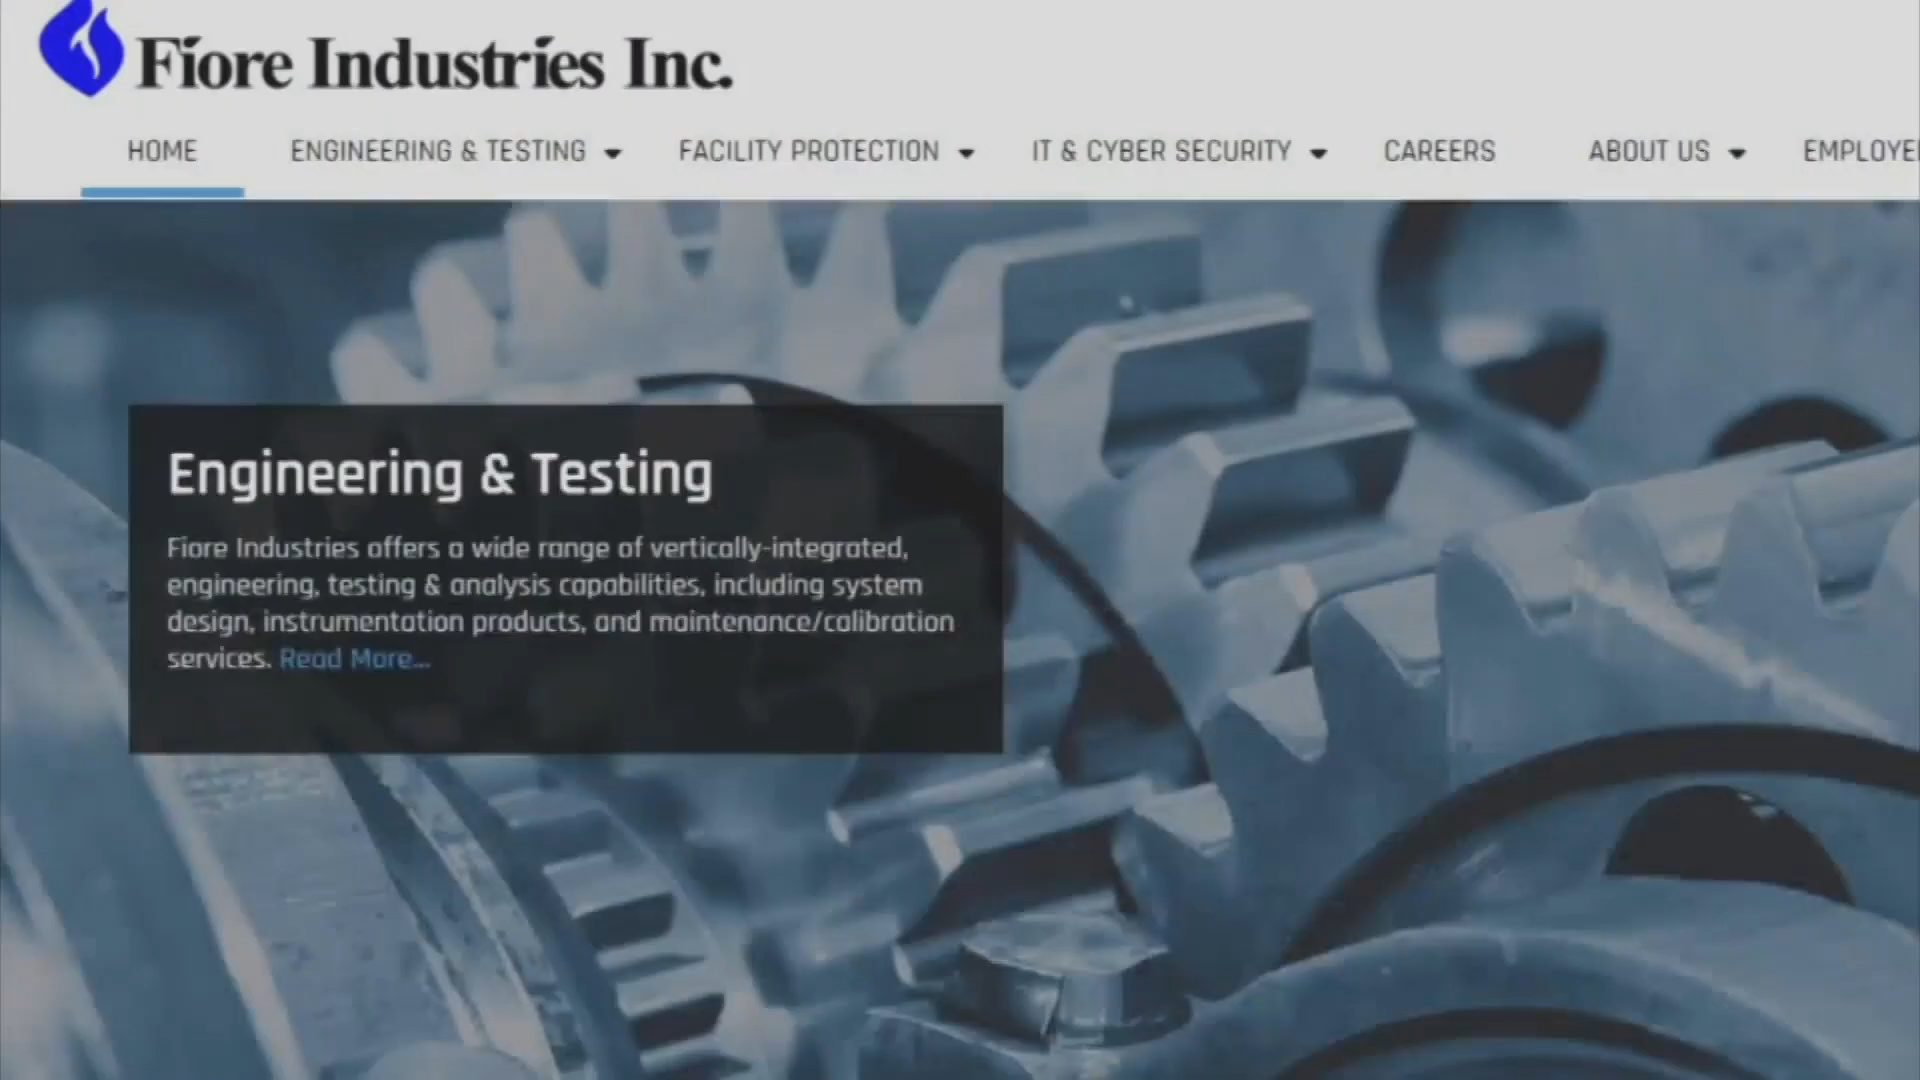 Fiore Industries Inc.
HOME ENGINEERING & TESTING FACILITY PROTECTION IT & CYBER SECURITY CAREERS ABOUT US EMPLOYE
Engineering & Testing
Fiore Industries offers a wide range of vertically-integrated,
engineering, testing & analysis capabilities, including system
design, instrumentation products, and maintenance/calibration
services. Read More...